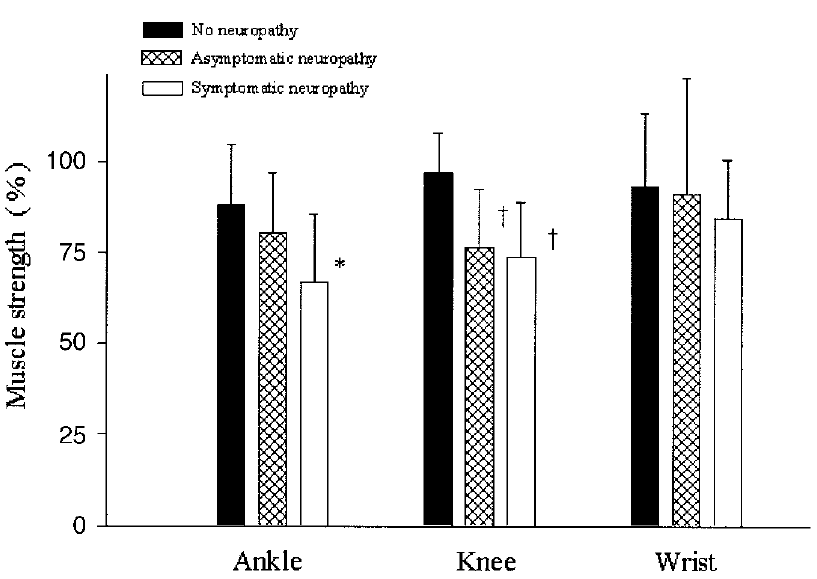 No neuropathy
Asymptomatic neuropathy
Symptomatic neuropathy
Muscle strength (%)
100
75
50
25
0
*
‡
†
Ankle
Knee
Wrist